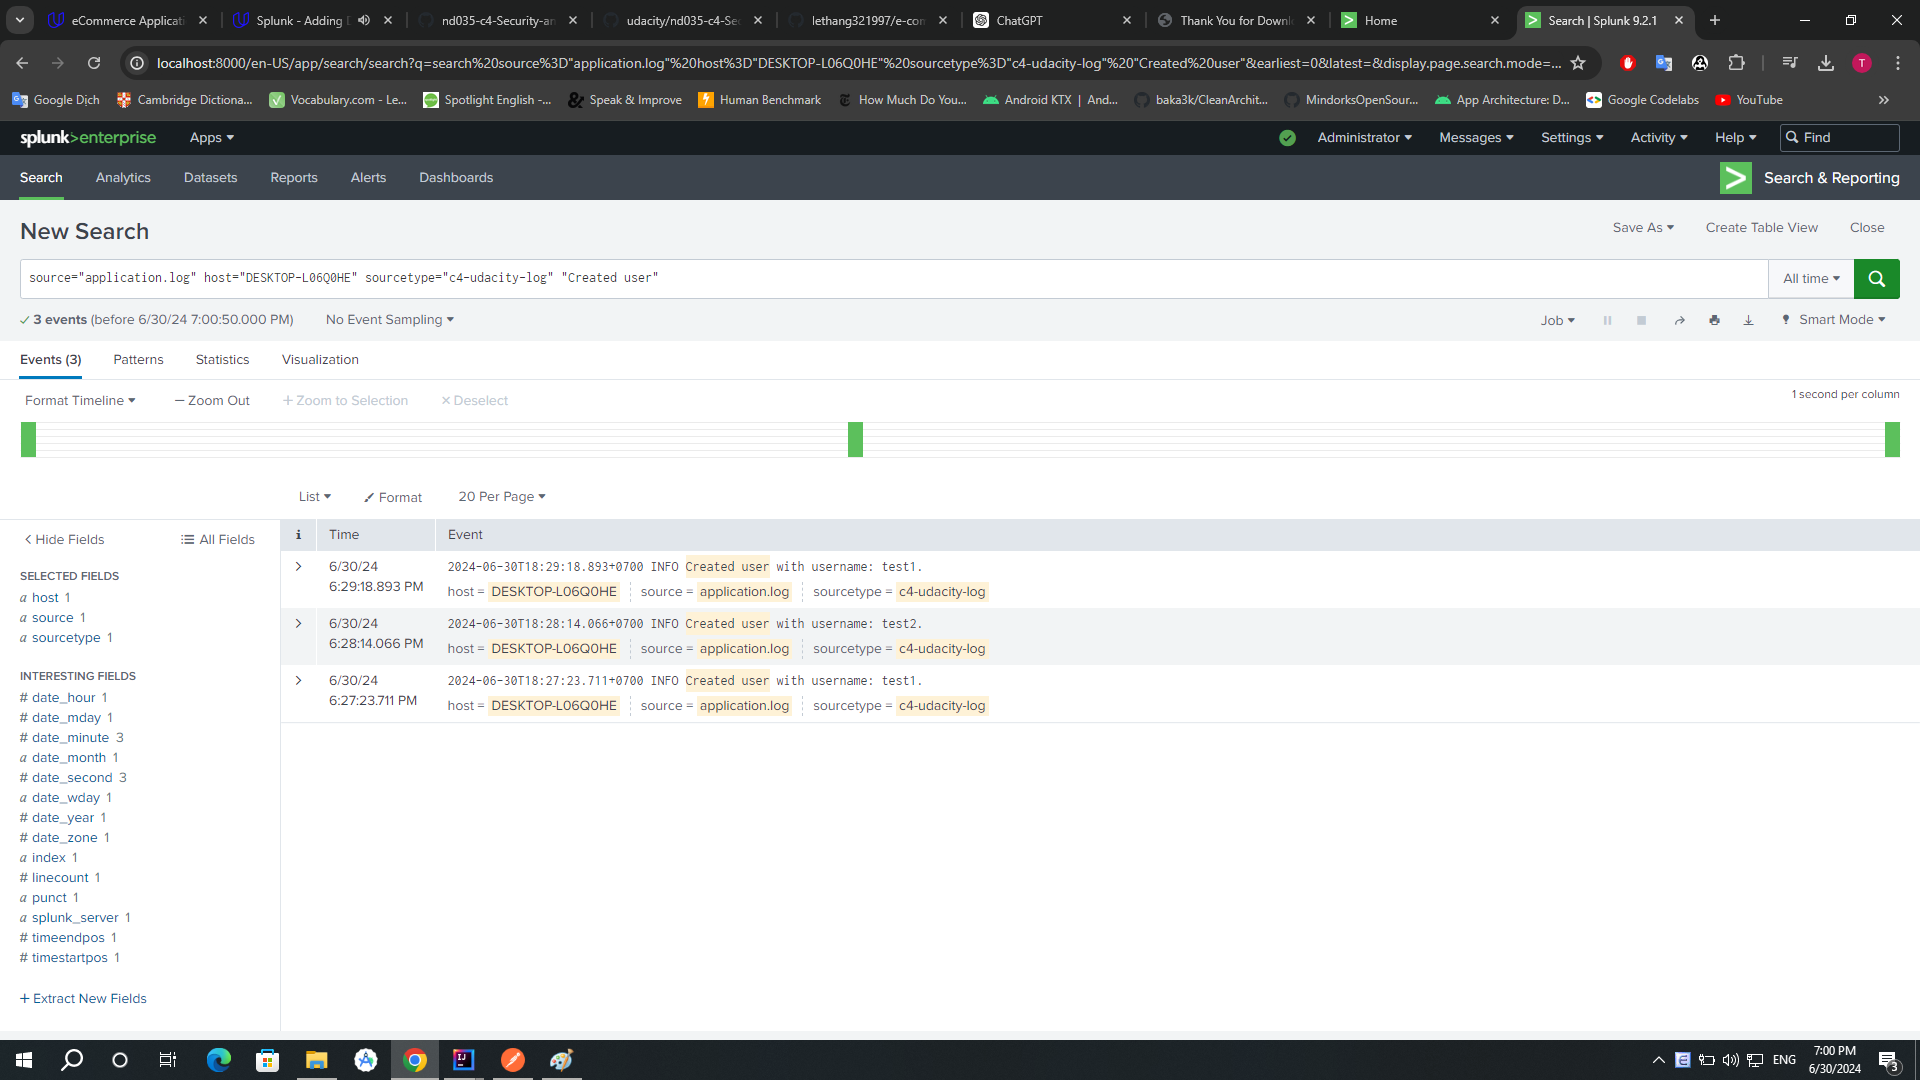 eCommerce Applicati
Splunk - Adding D
nd035-c4-Security-an
udacity/nd035-c4-Sec
lethang321997/e-com
ChatGPT
Thank You for Downl
Home
Search | Splunk 9.2.1
localhost:8000/en-US/app/search/search?q=search%20source%3D"application.log"%20host%3D"DESKTOP-L06Q0HE"%20sourcetype%3D"c4-udacity-log"%20"Created%20user"&earliest=0&latest=&display.page.search.mode=...
T
Google Dịch
Cambridge Dictiona...
Vocabulary.com - Le...
Spotlight English -...
Speak & Improve
Human Benchmark
How Much Do You...
Android KTX | And...
baka3k/CleanArchit...
MindorksOpenSour...
App Architecture: D...
Google Codelabs
YouTube
splunk>enterprise
Apps
Administrator
Messages
Settings
Activity
Help
Find
Search
Analytics
Datasets
Reports
Alerts
Dashboards
Search & Reporting
New Search
Save As
Create Table View
Close
source="application.log" host="DESKTOP-L06Q0HE" sourcetype="c4-udacity-log" "Created user"
All time
3 events (before 6/30/24 7:00:50.000 PM)
No Event Sampling
Job
Smart Mode
Events (3)
Patterns
Statistics
Visualization
Format Timeline
— Zoom Out
+ Zoom to Selection
× Deselect
1 second per column
List
Format
20 Per Page
< Hide Fields
All Fields
i
Time
Event
SELECTED FIELDS
a host 1
a source 1
a sourcetype 1
INTERESTING FIELDS
# date_hour 1
# date_mday 1
# date_minute 3
a date_month 1
# date_second 3
a date_wday 1
# date_year 1
# date_zone 1
a index 1
# linecount 1
a punct 1
a splunk_server 1
# timeendpos 1
# timestartpos 1
+ Extract New Fields
6/30/24
6:29:18.893 PM
2024-06-30T18:29:18.893+0700 INFO Created user with username: test1.
host = DESKTOP-L06Q0HE source = application.log sourcetype = c4-udacity-log
6/30/24
6:28:14.066 PM
2024-06-30T18:28:14.066+0700 INFO Created user with username: test2.
host = DESKTOP-L06Q0HE source = application.log sourcetype = c4-udacity-log
6/30/24
6:27:23.711 PM
2024-06-30T18:27:23.711+0700 INFO Created user with username: test1.
host = DESKTOP-L06Q0HE source = application.log sourcetype = c4-udacity-log
ENG
7:00 PM
6/30/2024
3